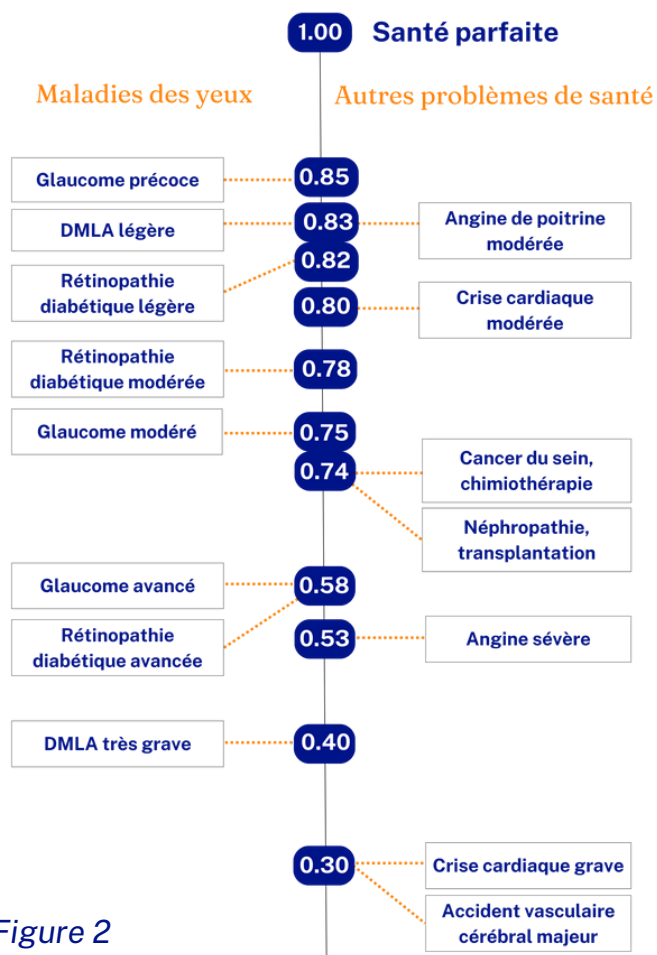 1.00 Santé parfaite
Maladies des yeux
Autres problèmes de santé
Glaucome précoce
0.85
DMLA légère
0.83
Angine de poitrine
modérée
0.82
Rétinopathie
diabétique légère
0.80
Crise cardiaque
modérée
Rétinopathie
diabétique modérée
0.78
Glaucome modéré
0.75
0.74
Cancer du sein,
chimiothérapie
Néphropathie,
transplantation
Glaucome avancé
0.58
Rétinopathie
diabétique avancée
0.53
Angine sévère
DMLA très grave
0.40
0.30
Crise cardiaque grave
Accident vasculaire
cérébral majeur
Figure 2